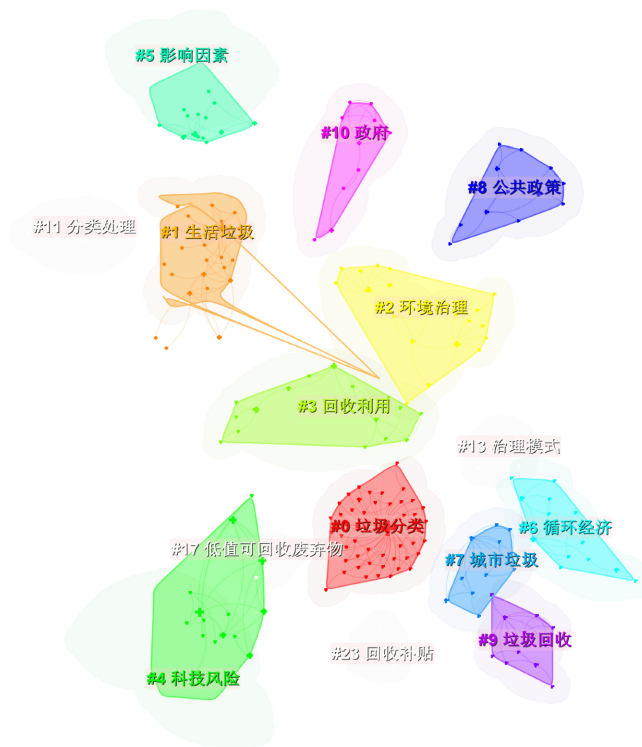 #5 影响因素
#10 政府
#8 公共政策
#11 分类处理
#1 生活垃圾
#2 环境治理
#3 回收利用
#13 治理模式
#0 垃圾分类
#6 循环经济
#17 低值可回收废弃物
#7 城市垃圾
#9 垃圾回收
#23 回收补贴
#4 科技风险